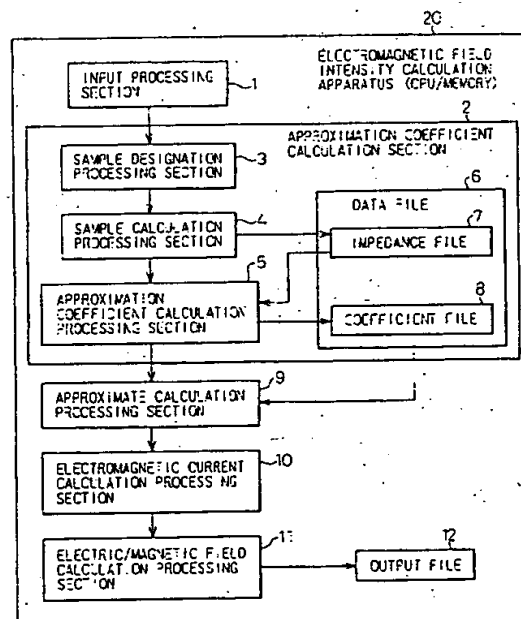 20
ELECTROMAGNETIC FIELD
INTENSITY CALCULATION
APPARATUS (CPU/MEMORY)
INPUT PROCESSING
SECTION
1
2
APPROXIMATION COEFFICIENT
CALCULATION SECTION
SAMPLE DESIGNATION
PROCESSING SECTION
3
6
DATA FILE
SAMPLE CALCULATION
PROCESSING SECTION
4
7
IMPEDANCE FILE
5
APPROXIMATION
COEFFICIENT CALCULATION
PROCESSING SECTION
8
COEFFICIENT FILE
9
APPROXIMATE CALCULATION
PROCESSING SECTION
ELECTROMAGNETIC CURRENT
CALCULATION PROCESSING
SECTION
10
11
ELECTRIC/MAGNETIC FIELD
CALCULATION PROCESSING
SECTION
12
OUTPUT FILE